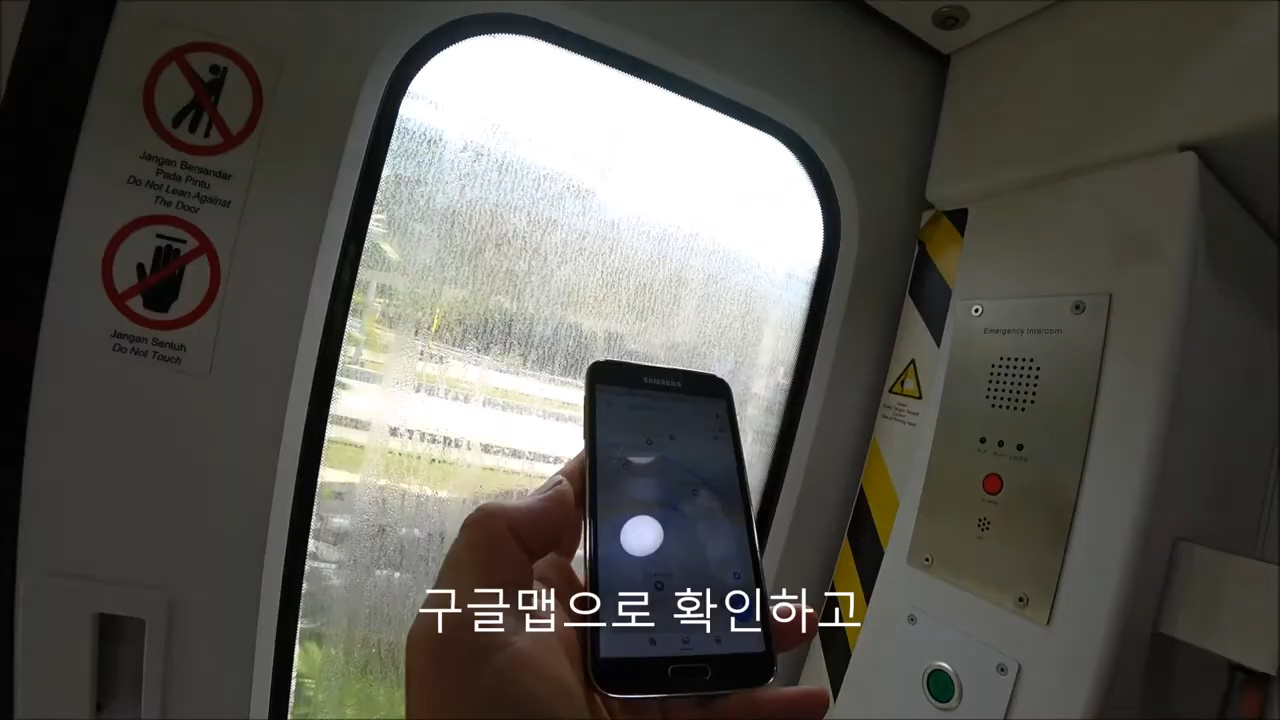 Jangan Bersandar
Pada Pintu
Do Not Lean Against
The Door
Jangan Sentuh
Do Not Touch
SAMSUNG
Emergency Intercom
구글맵으로 확인하고